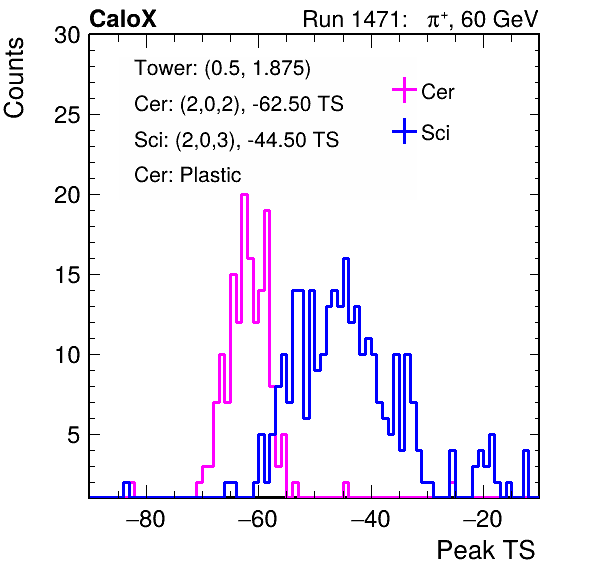 CaloX Run 1471: π⁺, 60 GeV
Counts
30
25
20
15
10
5
Tower: (0.5, 1.875)
Cer: (2,0,2), -62.50 TS
Sci: (2,0,3), -44.50 TS
Cer: Plastic
Cer
Sci
−80 −60 −40 −20
Peak TS